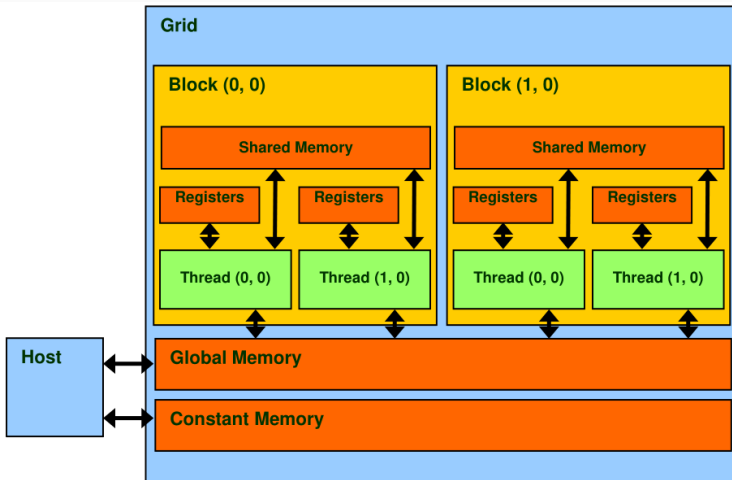 Grid
Block (0, 0)
Block (1, 0)
Shared Memory
Shared Memory
Registers
Registers
Registers
Registers
Thread (0, 0)
Thread (1, 0)
Thread (0, 0)
Thread (1, 0)
Host
Global Memory
Constant Memory